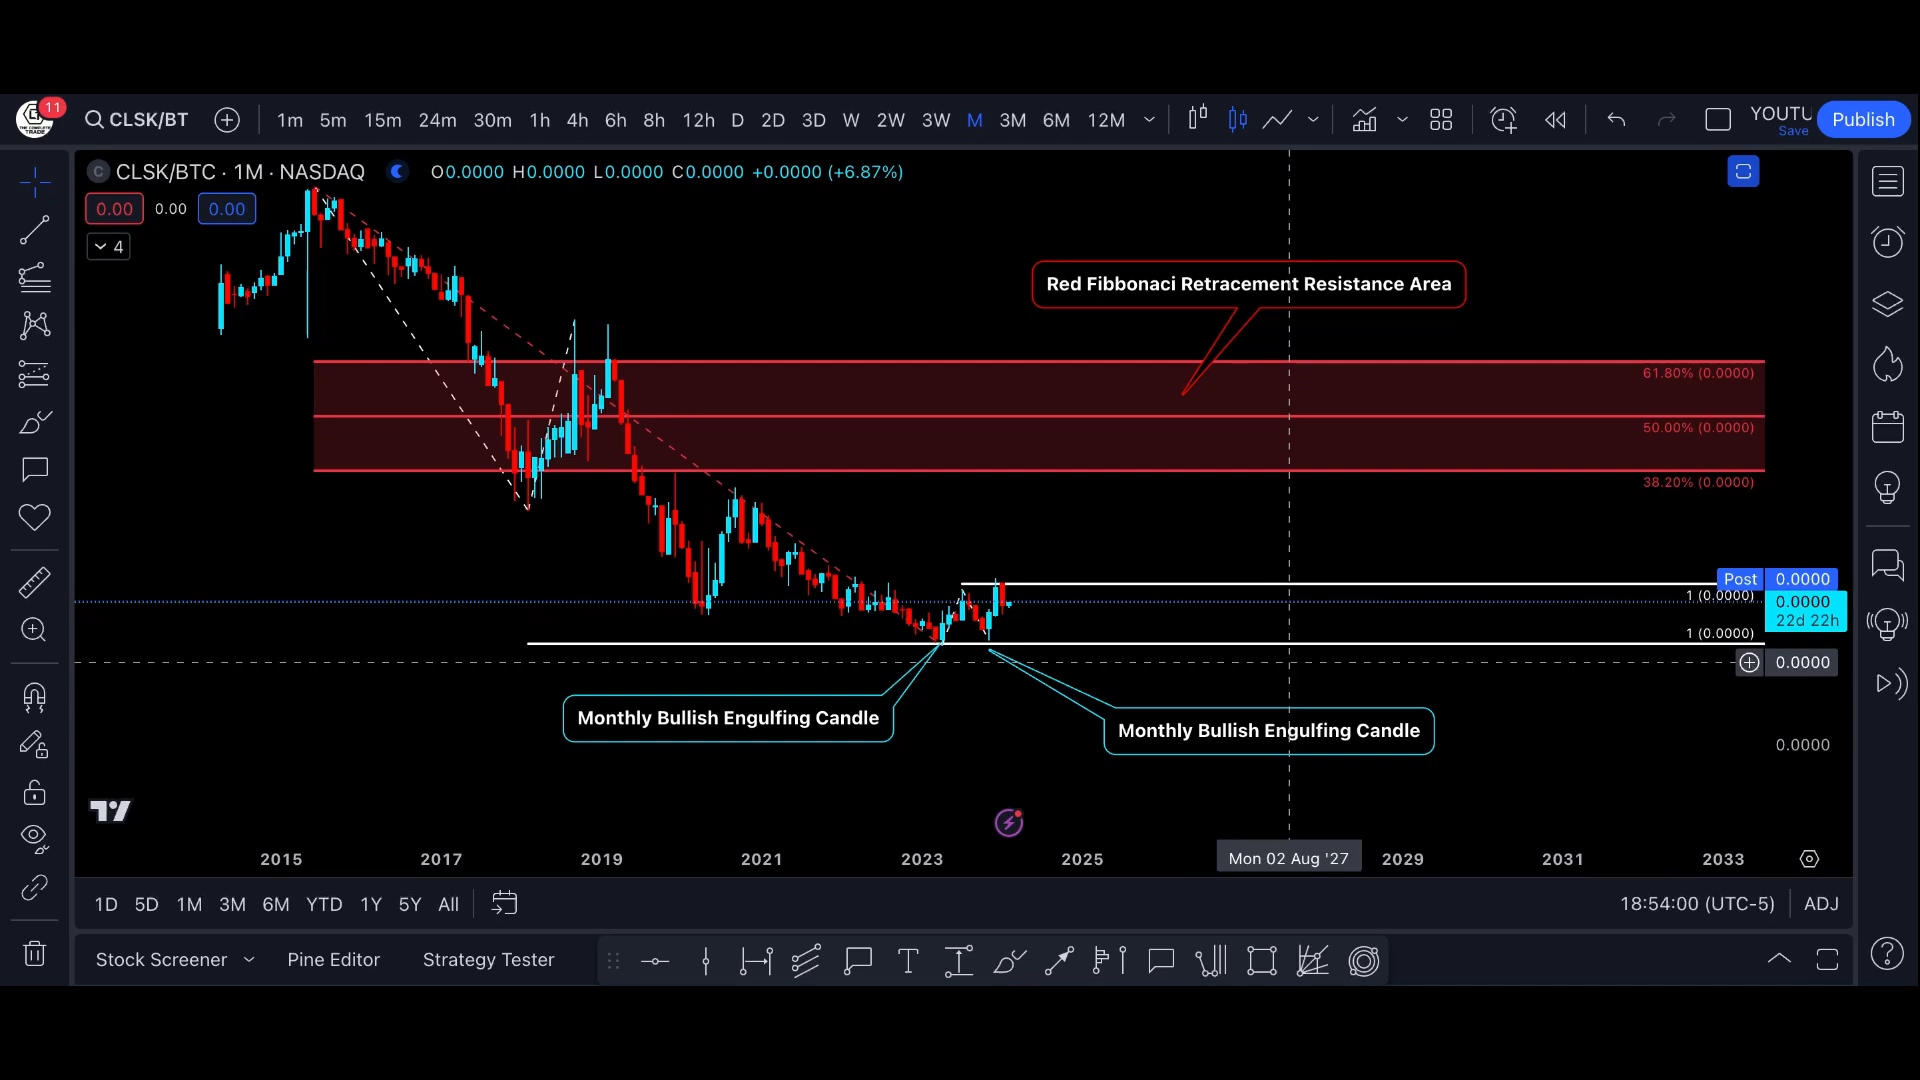 11
CLSK/BT
1m 5m 15m 24m 30m 1h 4h 6h 8h 12h D 2D 3D W 2W 3W M 3M 6M 12M
YOUTU
Save
Publish
C CLSK/BTC · 1M · NASDAQ
O0.0000 H0.0000 L0.0000 C0.0000 +0.0000 (+6.87%)
0.00 0.00 0.00
4
Red Fibbonaci Retracement Resistance Area
61.80% (0.0000)
50.00% (0.0000)
38.20% (0.0000)
Post 0.0000
1 (0.0000)
0.0000
22d 22h
1 (0.0000)
0.0000
Monthly Bullish Engulfing Candle
Monthly Bullish Engulfing Candle
0.0000
2015 2017 2019 2021 2023 2025 Mon 02 Aug '27 2029 2031 2033
1D 5D 1M 3M 6M YTD 1Y 5Y All
18:54:00 (UTC-5) ADJ
Stock Screener Pine Editor Strategy Tester